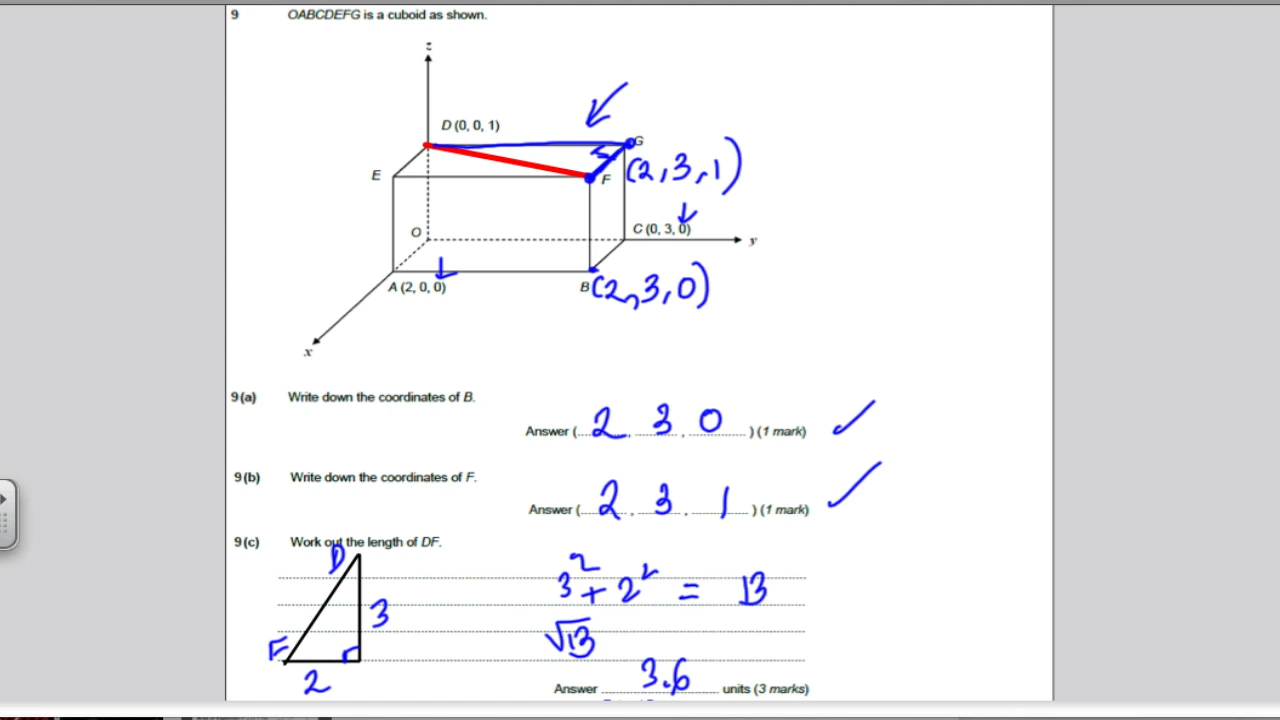 9 OABCDEFG is a cuboid as shown.
z
D (0, 0, 1)
G
E
F (2,3,1)
O
C (0, 3, 0)
y
A (2, 0, 0)
B (2,3,0)
x
9(a) Write down the coordinates of B.
Answer (2, 3, 0) (1 mark) ✓
9(b) Write down the coordinates of F.
Answer (2, 3, 1) (1 mark) ✓
9(c) Work out the length of DF.
D
3² + 2² = 13
3
√13
F
2
Answer 3.6 units (3 marks)